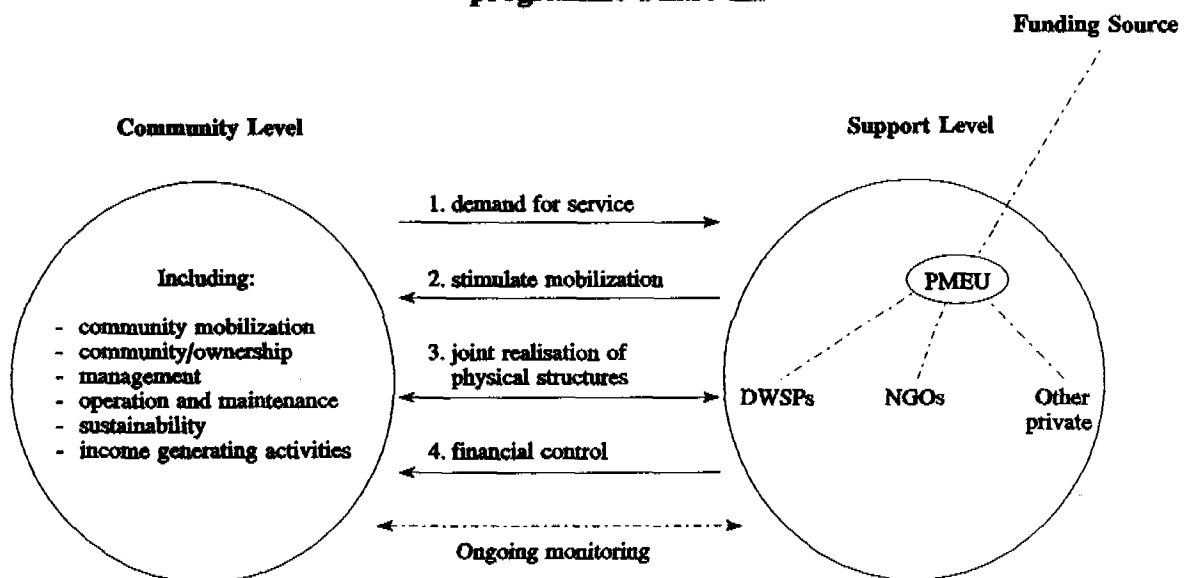 programme
Funding Source
Community Level
Support Level
1. demand for service
Including:
2. stimulate mobilization
PMEU
- community mobilization
- community/ownership
- management
- operation and maintenance
- sustainability
- income generating activities
3. joint realisation of
physical structures
DWSPs
NGOs
Other
private
4. financial control
Ongoing monitoring